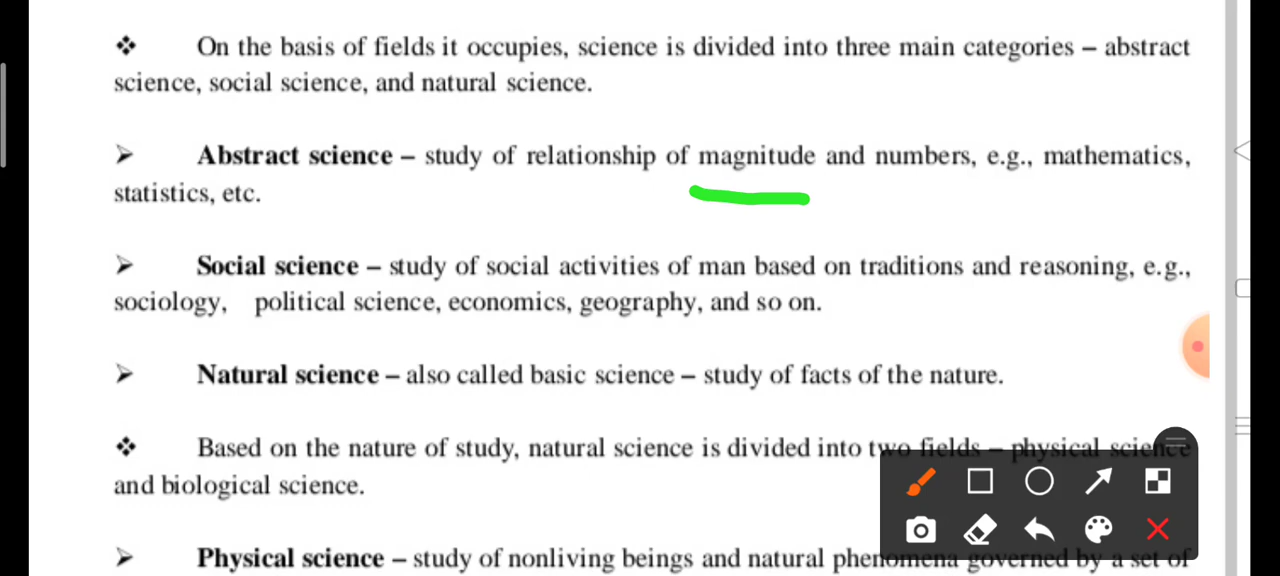 ❖ On the basis of fields it occupies, science is divided into three main categories – abstract
science, social science, and natural science.
➢ Abstract science – study of relationship of magnitude and numbers, e.g., mathematics,
statistics, etc.
➢ Social science – study of social activities of man based on traditions and reasoning, e.g.,
sociology, political science, economics, geography, and so on.
➢ Natural science – also called basic science – study of facts of the nature.
❖ Based on the nature of study, natural science is divided into two fields – physical science
and biological science.
➢ Physical science – study of nonliving beings and natural phenomena governed by a set of